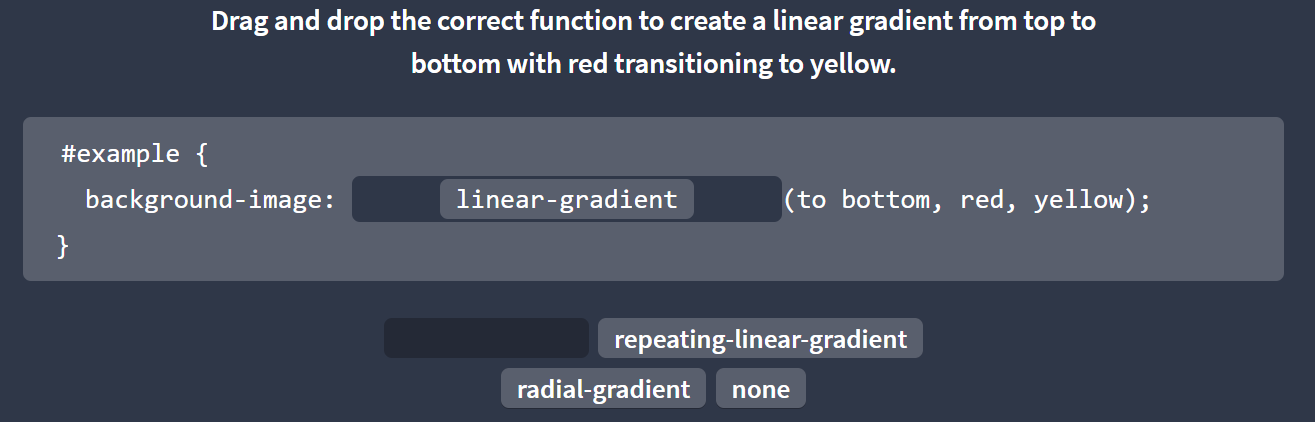 Drag and drop the correct function to create a linear gradient from top to
bottom with red transitioning to yellow.
#example {
background-image: linear-gradient(to bottom, red, yellow);
}
repeating-linear-gradient
radial-gradient none